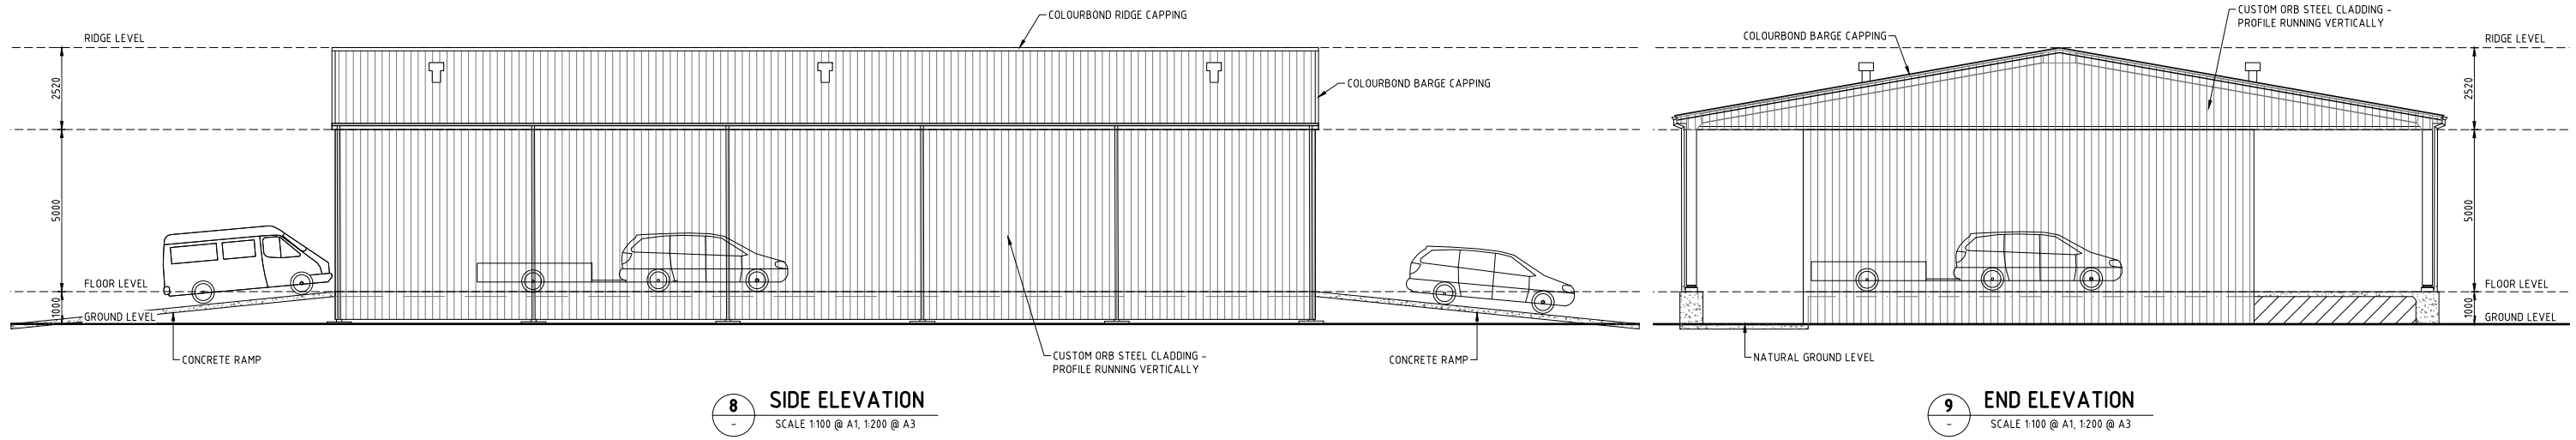 COLOURBOND RIDGE CAPPING
RIDGE LEVEL
2520
COLOURBOND BARGE CAPPING
5000
FLOOR LEVEL
1000
GROUND LEVEL
CONCRETE RAMP
CUSTOM ORB STEEL CLADDING -
PROFILE RUNNING VERTICALLY
CONCRETE RAMP
8
-
SIDE ELEVATION
SCALE 1:100 @ A1, 1:200 @ A3
CUSTOM ORB STEEL CLADDING -
PROFILE RUNNING VERTICALLY
COLOURBOND BARGE CAPPING
RIDGE LEVEL
2520
5000
FLOOR LEVEL
1000
GROUND LEVEL
NATURAL GROUND LEVEL
9
-
END ELEVATION
SCALE 1:100 @ A1, 1:200 @ A3